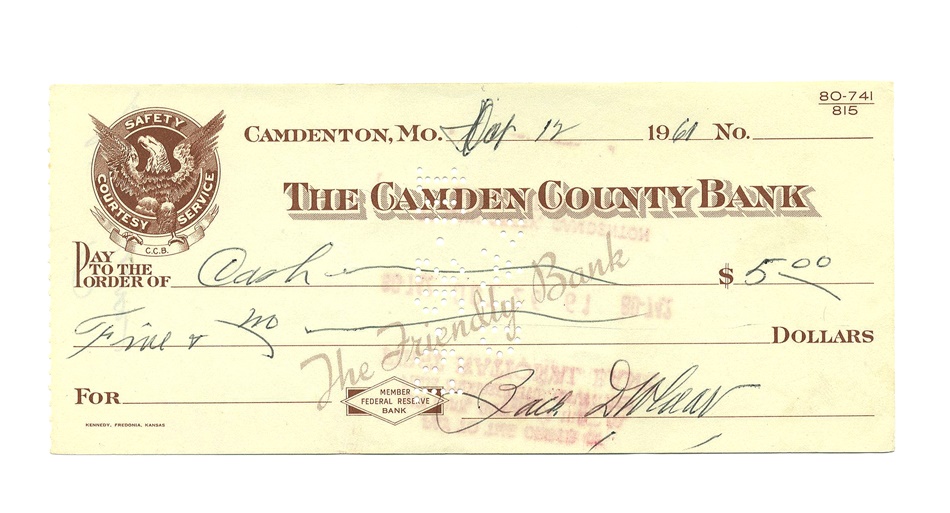 80-741
815
SAFETY
COURTESY SERVICE
C.C.B.
CAMDENTON, MO. Oct 12 1961 No.
THE CAMDEN COUNTY BANK
PAY TO THE ORDER OF Cash $ 5.00
Five & no DOLLARS
The Friendly Bank
FOR
MEMBER
FEDERAL RESERVE
BANK
KENNEDY, FREDONIA, KANSAS